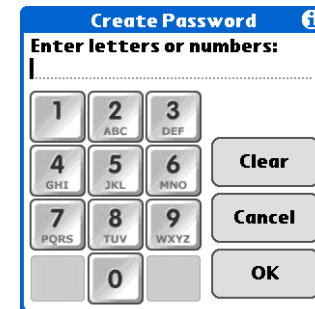 Create Password i
Enter letters or numbers:
1
2 ABC
3 DEF
4 GHI
5 JKL
6 MNO
Clear
7 PQRS
8 TUV
9 WXYZ
Cancel
0
OK